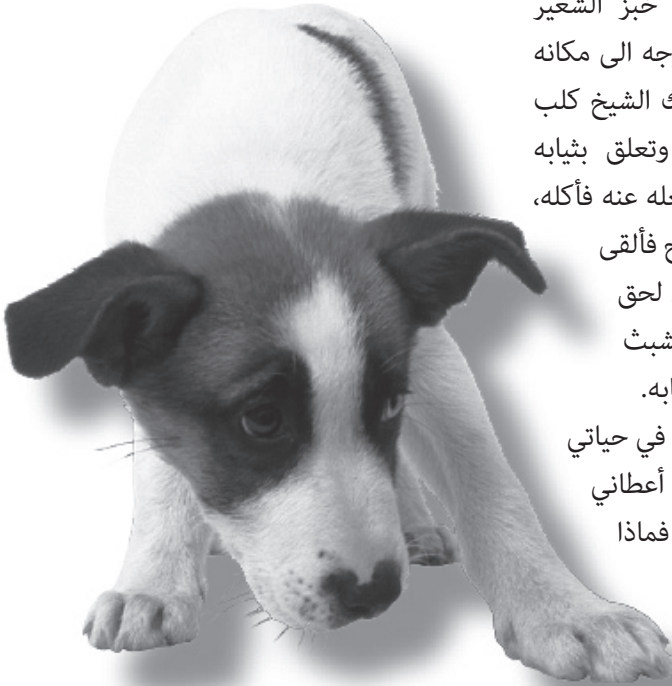 خبز الشعير
جه الى مكانه
ك الشيخ كلب
وتعلق بثيابه
عله عنه فأكله،
ح فألقى
لحق
شبث
ابه.
في حياتي
أعطاني
فماذا